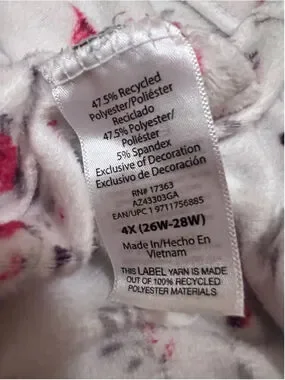 47.5% Recycled
Polyester/Poliéster
Reciclado
47.5% Polyester/
Poliéster
5% Spandex
Exclusive of Decoration
Exclusivo de Decoración
RN# 17363
AZ43303GA
EAN/UPC 1 9711756885
4X (26W-28W)
Made In/Hecho En
Vietnam
THIS LABEL YARN IS MADE
OUT OF 100% RECYCLED
POLYESTER MATERIALS